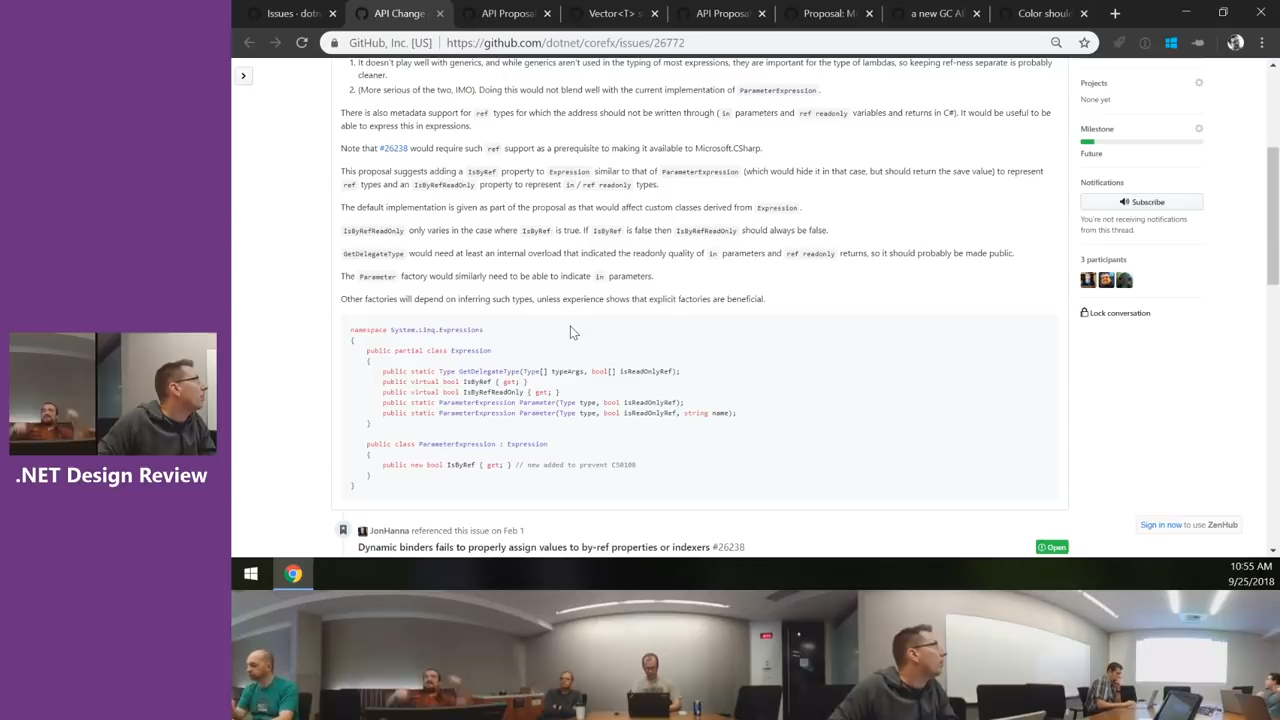 Issues · dotn
API Change
API Proposal
Vector<T> s
API Proposa
Proposal: M
a new GC AP
Color shoul
GitHub, Inc. [US] | https://github.com/dotnet/corefx/issues/26772
1. It doesn't play well with generics, and while generics aren't used in the typing of most expressions, they are important for the type of lambdas, so keeping ref-ness separate is probably
cleaner.
2. (More serious of the two, IMO). Doing this would not blend well with the current implementation of ParameterExpression .
There is also metadata support for ref types for which the address should not be written through ( in parameters and ref readonly variables and returns in C#). It would be useful to be
able to express this in expressions.
Note that #26238 would require such ref support as a prerequisite to making it available to Microsoft.CSharp.
This proposal suggests adding a IsByRef property to Expression similar to that of ParameterExpression (which would hide it in that case, but should return the save value) to represent
ref types and an IsByRefReadOnly property to represent in / ref readonly types.
The default implementation is given as part of the proposal as that would affect custom classes derived from Expression .
IsByRefReadOnly only varies in the case where IsByRef is true. If IsByRef is false then IsByRefReadOnly should always be false.
GetDelegateType would need at least an internal overload that indicated the readonly quality of in parameters and ref readonly returns, so it should probably be made public.
The Parameter factory would similarly need to be able to indicate in parameters.
Other factories will depend on inferring such types, unless experience shows that explicit factories are beneficial.
namespace System.Linq.Expressions
{
public partial class Expression
{
public static Type GetDelegateType(Type[] typeArgs, bool[] isReadOnlyRef);
public virtual bool IsByRef { get; }
public virtual bool IsByRefReadOnly { get; }
public static ParameterExpression Parameter(Type type, bool isReadOnlyRef);
public static ParameterExpression Parameter(Type type, bool isReadOnlyRef, string name);
}
public class ParameterExpression : Expression
{
public new bool IsByRef { get; } // new added to prevent CS0108
}
}
JonHanna referenced this issue on Feb 1
Dynamic binders fails to properly assign values to by-ref properties or indexers #26238
Open
Projects
None yet
Milestone
Future
Notifications
Subscribe
You're not receiving notifications
from this thread.
3 participants
Lock conversation
Sign in now to use ZenHub
.NET Design Review
10:55 AM
9/25/2018